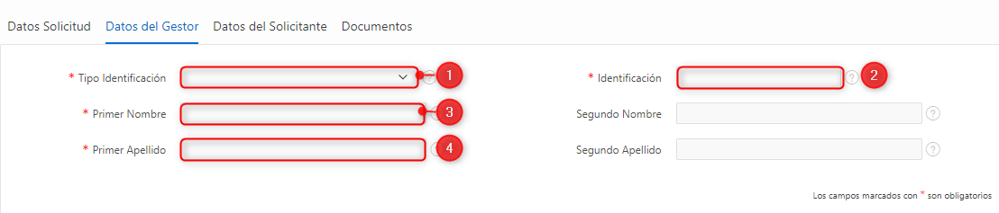 Datos Solicitud Datos del Gestor Datos del Solicitante Documentos
* Tipo Identificación ? 1 * Identificación ? 2
* Primer Nombre 3 Segundo Nombre ?
* Primer Apellido 4 Segundo Apellido ?
Los campos marcados con * son obligatorios